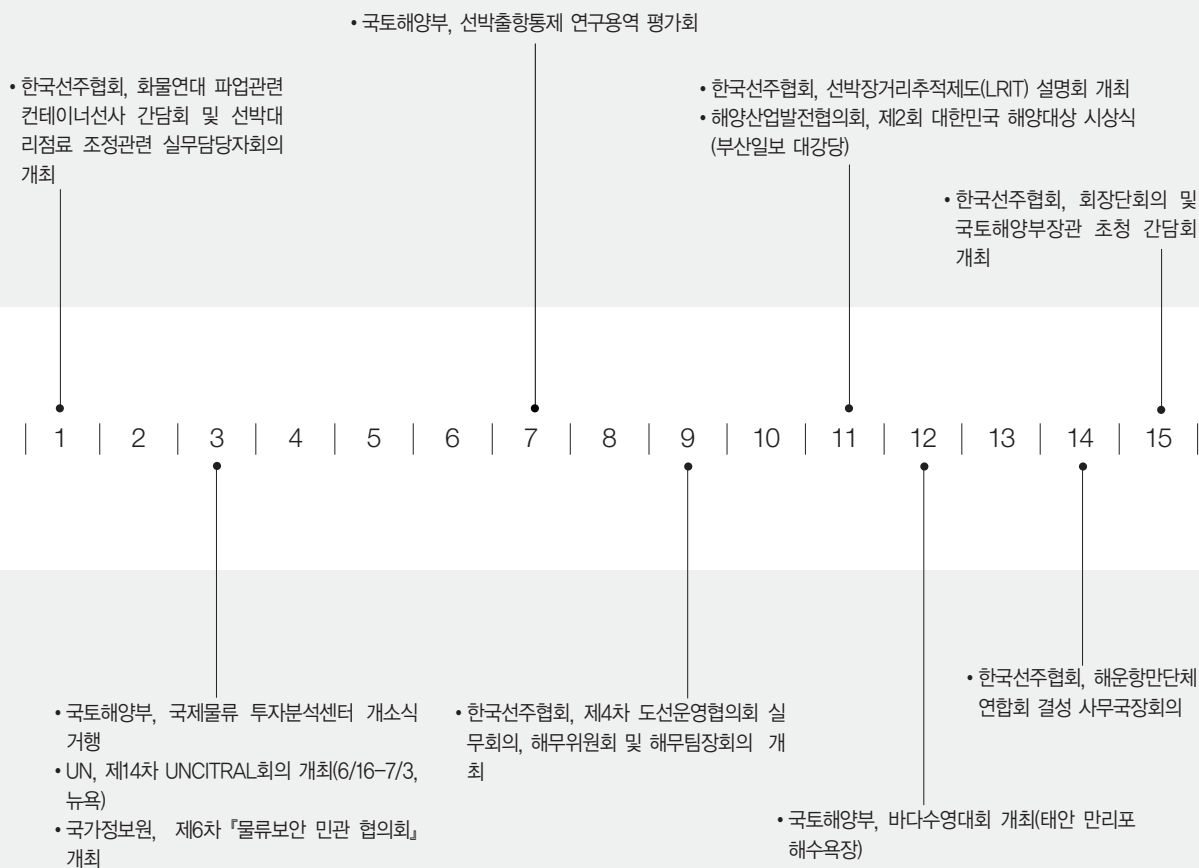 • 국토해양부, 선박출항통제 연구용역 평가회
• 한국선주협회, 화물연대 파업관련
컨테이너선사 간담회 및 선박대
리점료 조정관련 실무담당자회의
개최
• 한국선주협회, 선박장거리추적제도(LRIT) 설명회 개최
• 해양산업발전협의회, 제2회 대한민국 해양대상 시상식
(부산일보 대강당)
• 한국선주협회, 회장단회의 및
국토해양부장관 초청 간담회
개최
1 2 3 4 5 6 7 8 9 10 11 12 13 14 15
• 국토해양부, 국제물류 투자분석센터 개소식
거행
• UN, 제14차 UNCITRAL회의 개최(6/16-7/3,
뉴욕)
• 국가정보원, 제6차 『물류보안 민관 협의회』
개최
• 한국선주협회, 제4차 도선운영협의회 실
무회의, 해무위원회 및 해무팀장회의 개
최
• 국토해양부, 바다수영대회 개최(태안 만리포
해수욕장)
• 한국선주협회, 해운항만단체
연합회 결성 사무국장회의